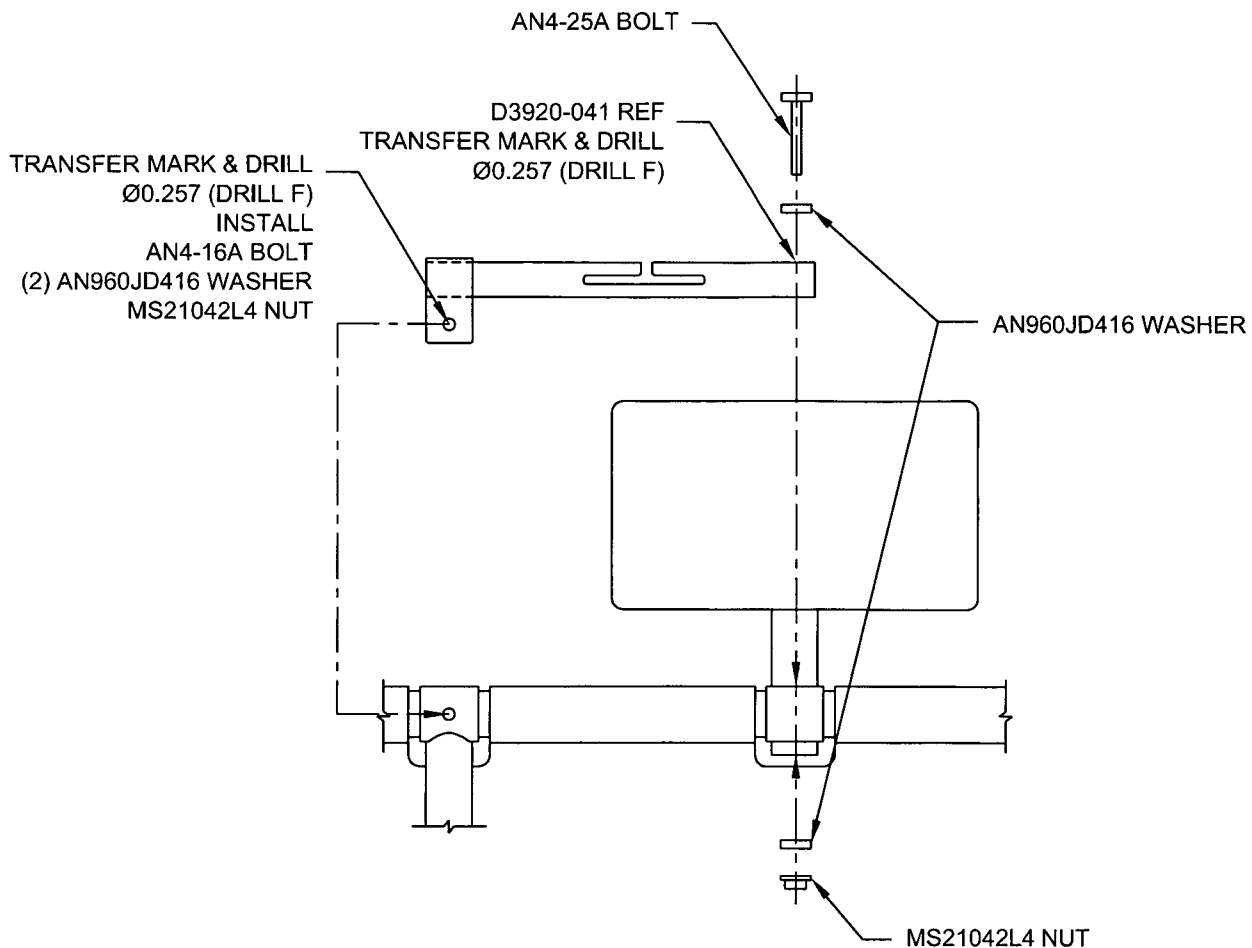 AN4-25A BOLT
D3920-041 REF
TRANSFER MARK & DRILL
Ø0.257 (DRILL F)
TRANSFER MARK & DRILL
Ø0.257 (DRILL F)
INSTALL
AN4-16A BOLT
(2) AN960JD416 WASHER
MS21042L4 NUT
AN960JD416 WASHER
MS21042L4 NUT